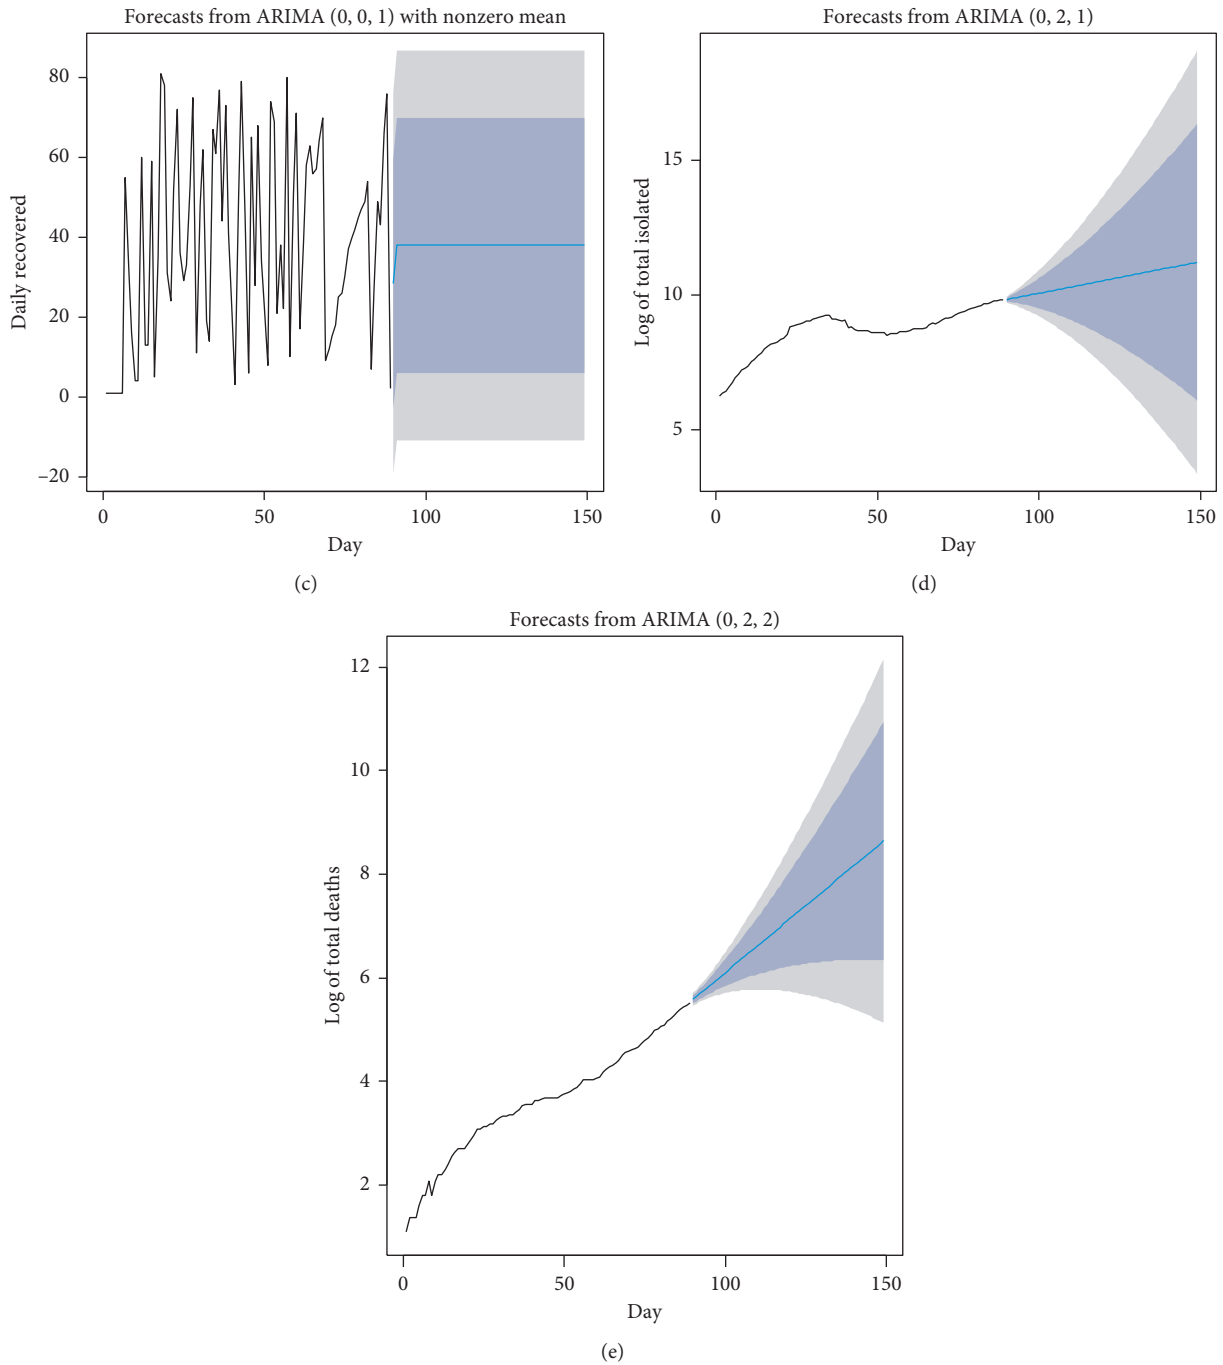 Forecasts from ARIMA (0, 0, 1) with nonzero mean
80
60
40
20
0
–20
Daily recovered
0
50
100
150
Day
(c)
Forecasts from ARIMA (0, 2, 1)
15
10
5
Log of total isolated
0
50
100
150
Day
(d)
Forecasts from ARIMA (0, 2, 2)
12
10
8
6
4
2
Log of total deaths
0
50
100
150
Day
(e)